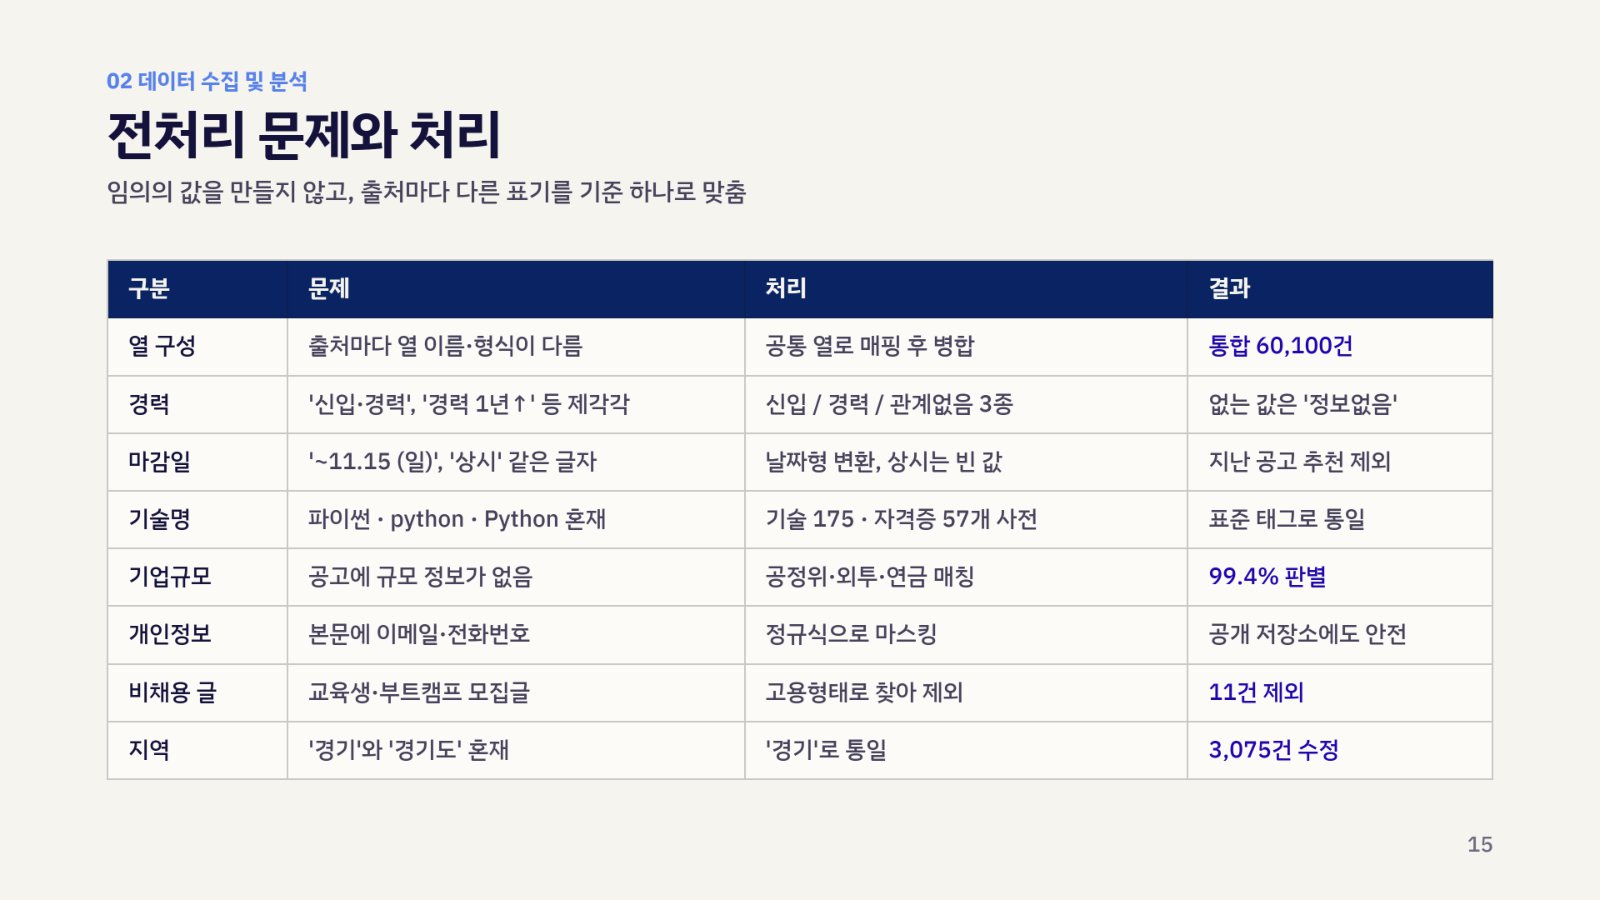 02 데이터 수집 및 분석
전처리 문제와 처리
임의의 값을 만들지 않고, 출처마다 다른 표기를 기준 하나로 맞춤
구분 문제 처리 결과
열 구성 출처마다 열 이름·형식이 다름 공통 열로 매핑 후 병합 통합 60,100건
경력 '신입·경력', '경력 1년↑' 등 제각각 신입 / 경력 / 관계없음 3종 없는 값은 '정보없음'
마감일 '~11.15 (일)', '상시' 같은 글자 날짜형 변환, 상시는 빈 값 지난 공고 추천 제외
기술명 파이썬 · python · Python 혼재 기술 175 · 자격증 57개 사전 표준 태그로 통일
기업규모 공고에 규모 정보가 없음 공정위·외투·연금 매칭 99.4% 판별
개인정보 본문에 이메일·전화번호 정규식으로 마스킹 공개 저장소에도 안전
비채용 글 교육생·부트캠프 모집글 고용형태로 찾아 제외 11건 제외
지역 '경기'와 '경기도' 혼재 '경기'로 통일 3,075건 수정
15